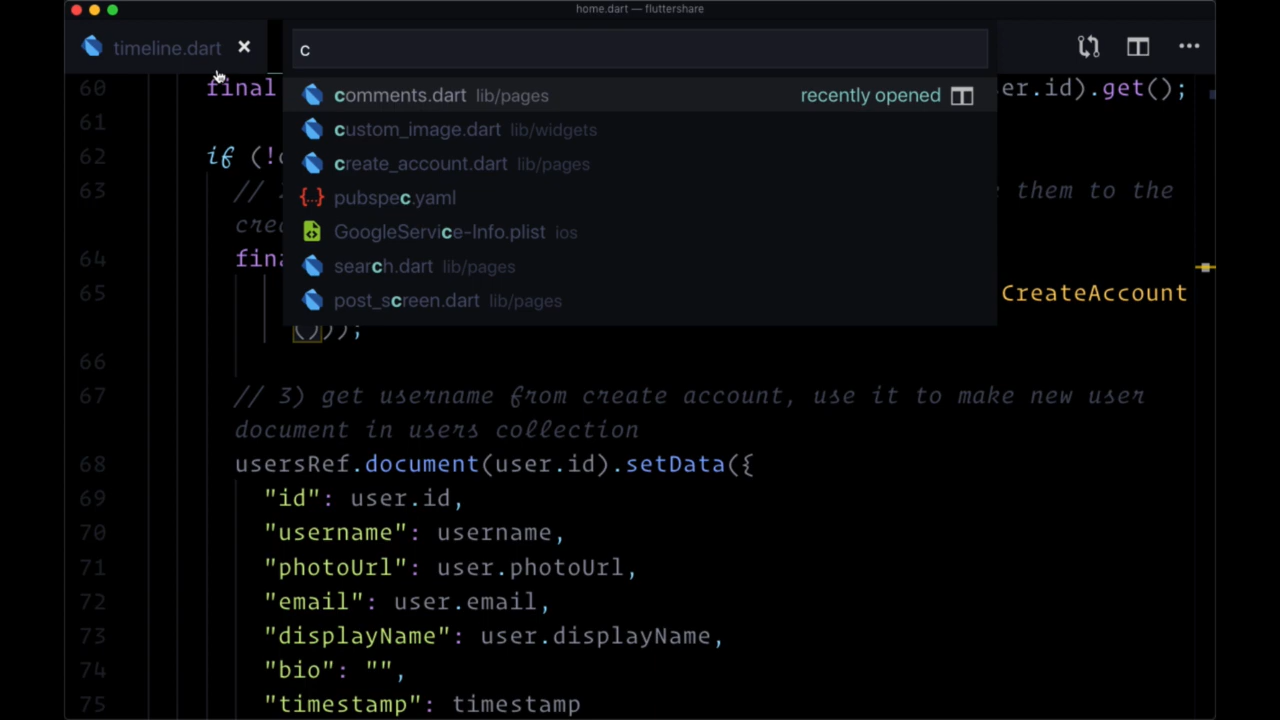 home.dart — fluttershare
timeline.dart
c
comments.dart lib/pages recently opened
custom_image.dart lib/widgets
create_account.dart lib/pages
pubspec.yaml
GoogleService-Info.plist ios
search.dart lib/pages
post_screen.dart lib/pages
60 final er.id).get();
61
62 if (!
63 // them to the
cre
64 fina
65 CreateAccount
()));
66
67 // 3) get username from create account, use it to make new user
document in users collection
68 usersRef.document(user.id).setData({
69 "id": user.id,
70 "username": username,
71 "photoUrl": user.photoUrl,
72 "email": user.email,
73 "displayName": user.displayName,
74 "bio": "",
75 "timestamp": timestamp